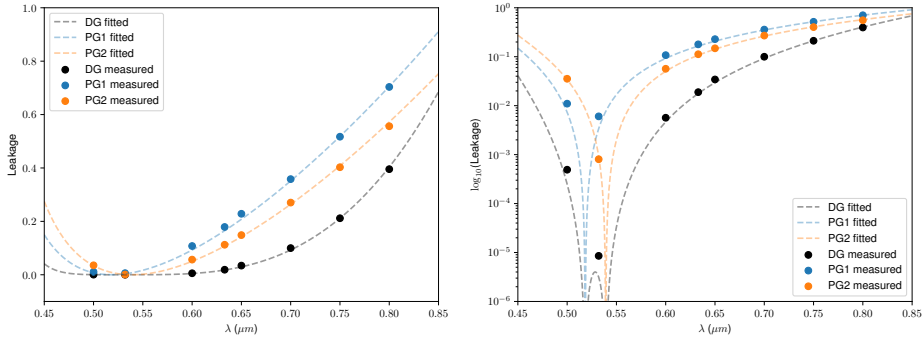 DG fitted
PG1 fitted
PG2 fitted
DG measured
PG1 measured
PG2 measured
Leakage
1.0
0.8
0.6
0.4
0.2
0.0
0.45 0.50 0.55 0.60 0.65 0.70 0.75 0.80 0.85
λ (μm)
log₁₀(Leakage)
10⁰
10⁻¹
10⁻²
10⁻³
10⁻⁴
10⁻⁵
10⁻⁶
DG fitted
PG1 fitted
PG2 fitted
DG measured
PG1 measured
PG2 measured
0.45 0.50 0.55 0.60 0.65 0.70 0.75 0.80 0.85
λ (μm)